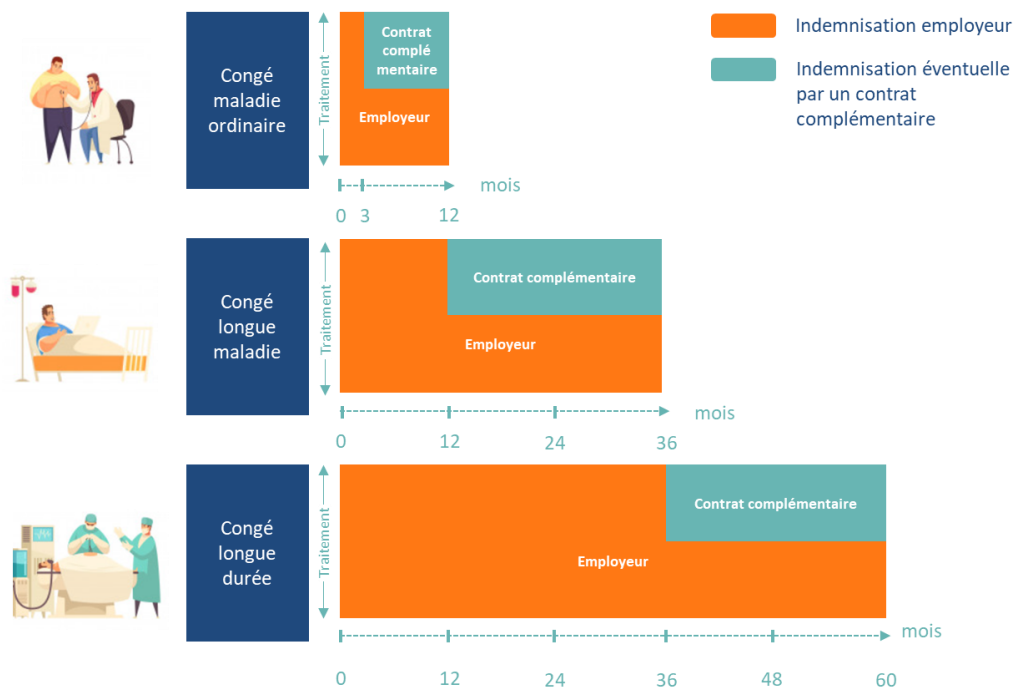 Indemnisation employeur
Indemnisation éventuelle
par un contrat
complémentaire
Congé
maladie
ordinaire
Traitement
Contrat
complé
mentaire
Employeur
mois
0 3 12
Congé
longue
maladie
Traitement
Contrat complémentaire
Employeur
mois
0 12 24 36
Congé
longue
durée
Traitement
Contrat complémentaire
Employeur
mois
0 12 24 36 48 60